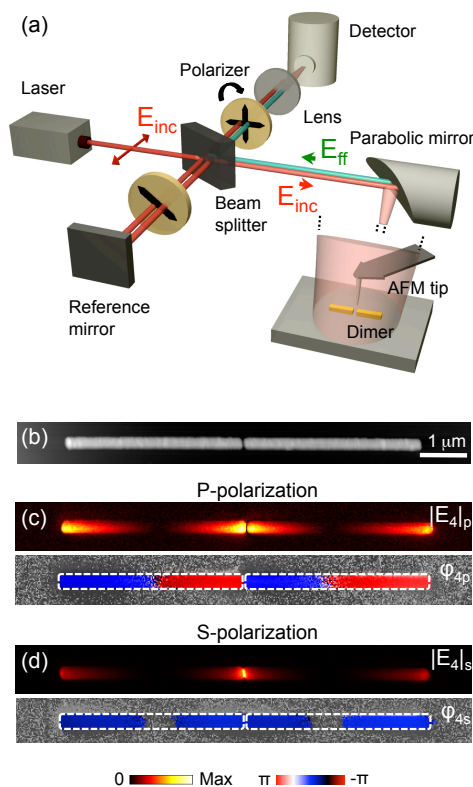 (a)
Detector
Laser
Polarizer
Lens
Parabolic mirror
E_inc
E_ff
E_inc
Beam
splitter
Reference
mirror
AFM tip
Dimer
(b)
1 μm
P-polarization
(c)
|E_4|_p
φ_4p
S-polarization
(d)
|E_4|_s
φ_4s
0 Max π -π